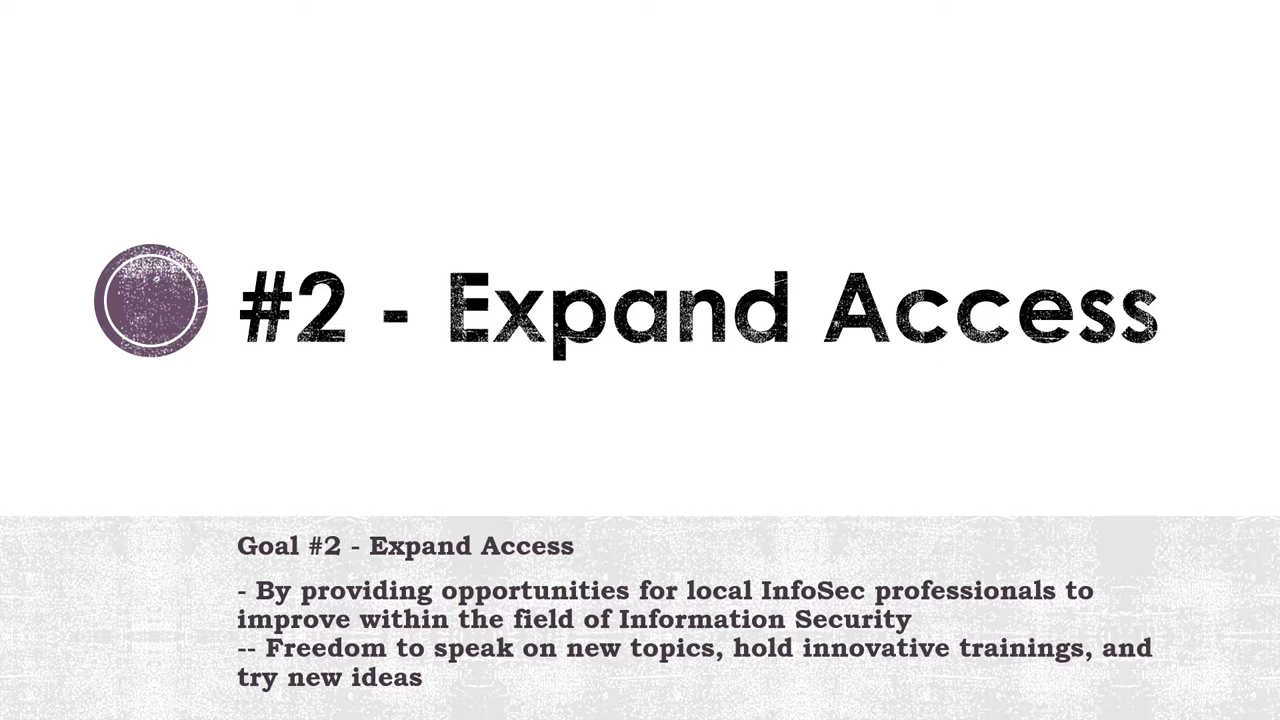 #2 - Expand Access
Goal #2 - Expand Access
- By providing opportunities for local InfoSec professionals to
improve within the field of Information Security
-- Freedom to speak on new topics, hold innovative trainings, and
try new ideas